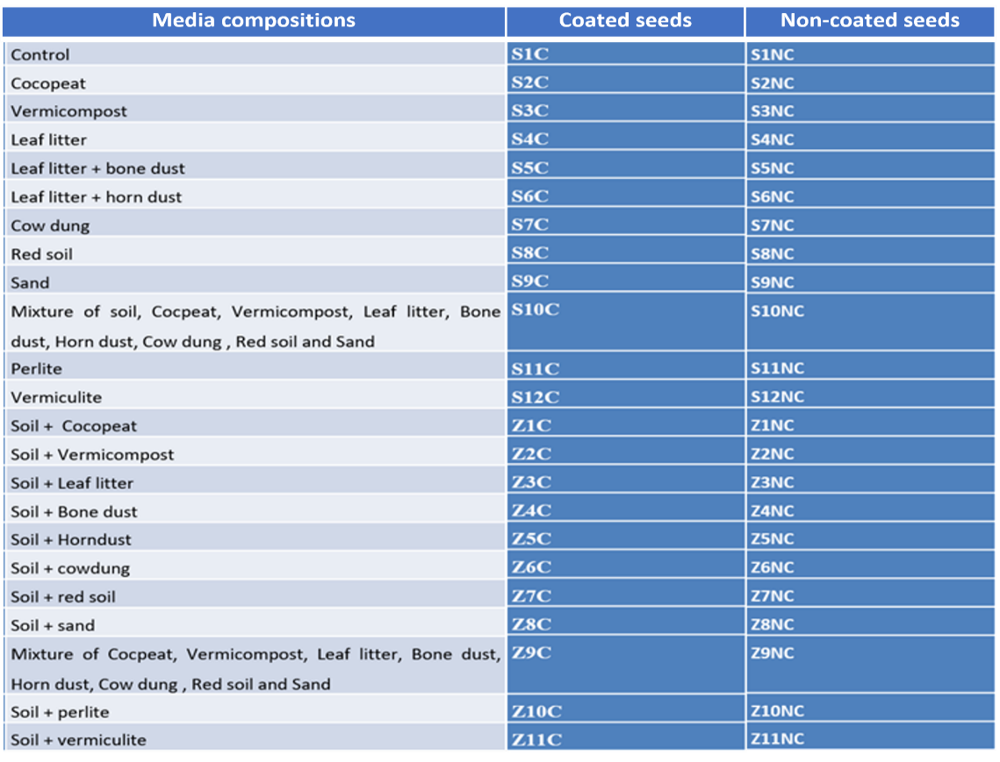 Media compositions Coated seeds Non-coated seeds
Control S1C S1NC
Cocopeat S2C S2NC
Vermicompost S3C S3NC
Leaf litter S4C S4NC
Leaf litter + bone dust S5C S5NC
Leaf litter + horn dust S6C S6NC
Cow dung S7C S7NC
Red soil S8C S8NC
Sand S9C S9NC
Mixture of soil, Cocpeat, Vermicompost, Leaf litter, Bone S10C S10NC
dust, Horn dust, Cow dung , Red soil and Sand
Perlite S11C S11NC
Vermiculite S12C S12NC
Soil + Cocopeat Z1C Z1NC
Soil + Vermicompost Z2C Z2NC
Soil + Leaf litter Z3C Z3NC
Soil + Bone dust Z4C Z4NC
Soil + Horndust Z5C Z5NC
Soil + cowdung Z6C Z6NC
Soil + red soil Z7C Z7NC
Soil + sand Z8C Z8NC
Mixture of Cocpeat, Vermicompost, Leaf litter, Bone dust, Z9C Z9NC
Horn dust, Cow dung , Red soil and Sand
Soil + perlite Z10C Z10NC
Soil + vermiculite Z11C Z11NC